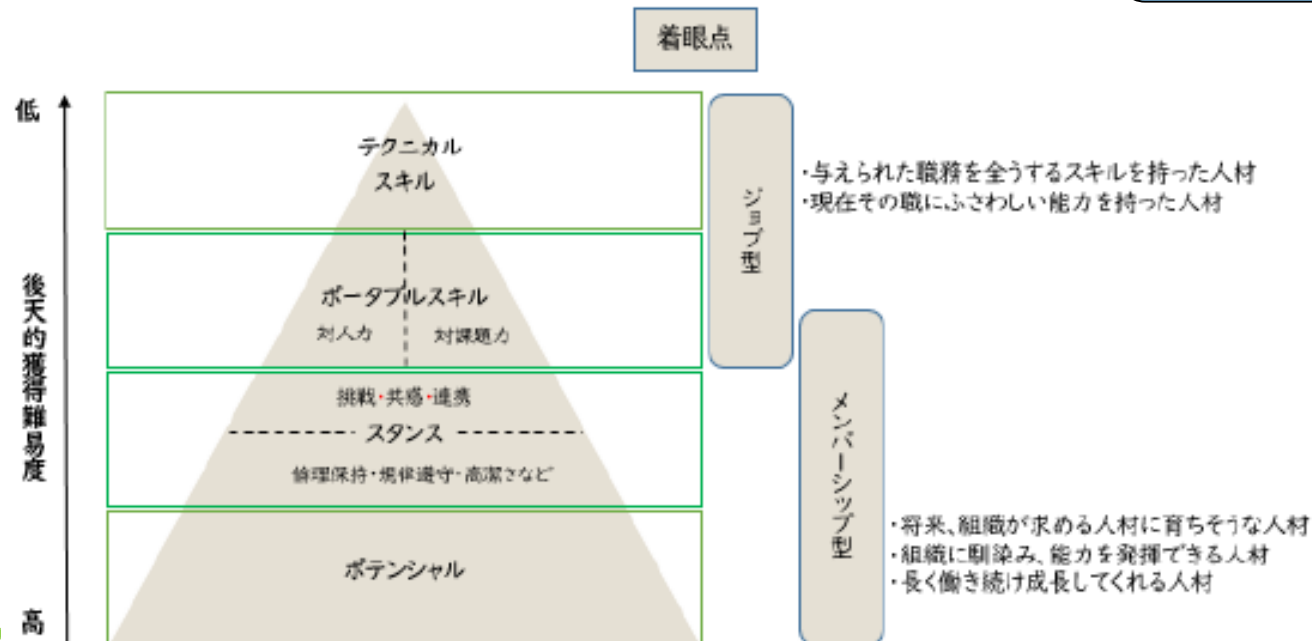 着眼点
低
テクニカル
スキル
ジョブ型
・与えられた職務を全うするスキルを持った人材
・現在その職にふさわしい能力を持った人材
後天的獲得難易度
ポータブルスキル
対人力
対課題力
挑戦・共感・連携
スタンス
倫理保持・規律遵守・高潔さなど
メンバーシップ型
・将来、組織が求める人材に育ちそうな人材
・組織に馴染み、能力を発揮できる人材
・長く働き続け成長してくれる人材
ポテンシャル
高